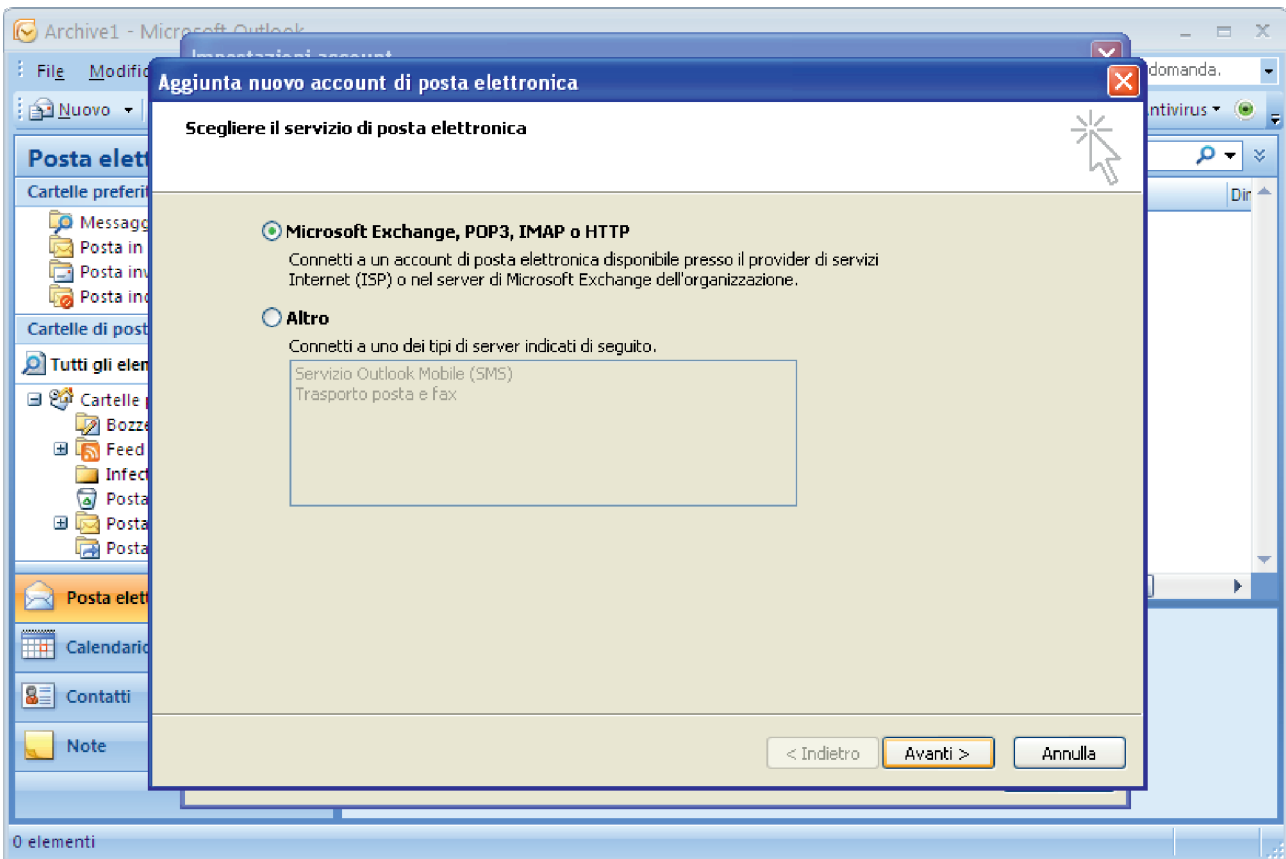 Archive1 - Microsoft Outlook
Impostazioni account
File Modific
domanda.
Aggiunta nuovo account di posta elettronica
Nuovo
ntivirus
Scegliere il servizio di posta elettronica
Posta elett
Cartelle preferit
Dir
Messagg
Posta in
Posta inv
Posta ind
Microsoft Exchange, POP3, IMAP o HTTP
Connetti a un account di posta elettronica disponibile presso il provider di servizi
Internet (ISP) o nel server di Microsoft Exchange dell'organizzazione.
Altro
Connetti a uno dei tipi di server indicati di seguito.
Servizio Outlook Mobile (SMS)
Trasporto posta e fax
Cartelle di post
Tutti gli elem
Cartelle p
Bozze
Feed
Infect
Posta
Posta
Posta
Posta elett
Calendario
Contatti
Note
< Indietro
Avanti >
Annulla
0 elementi